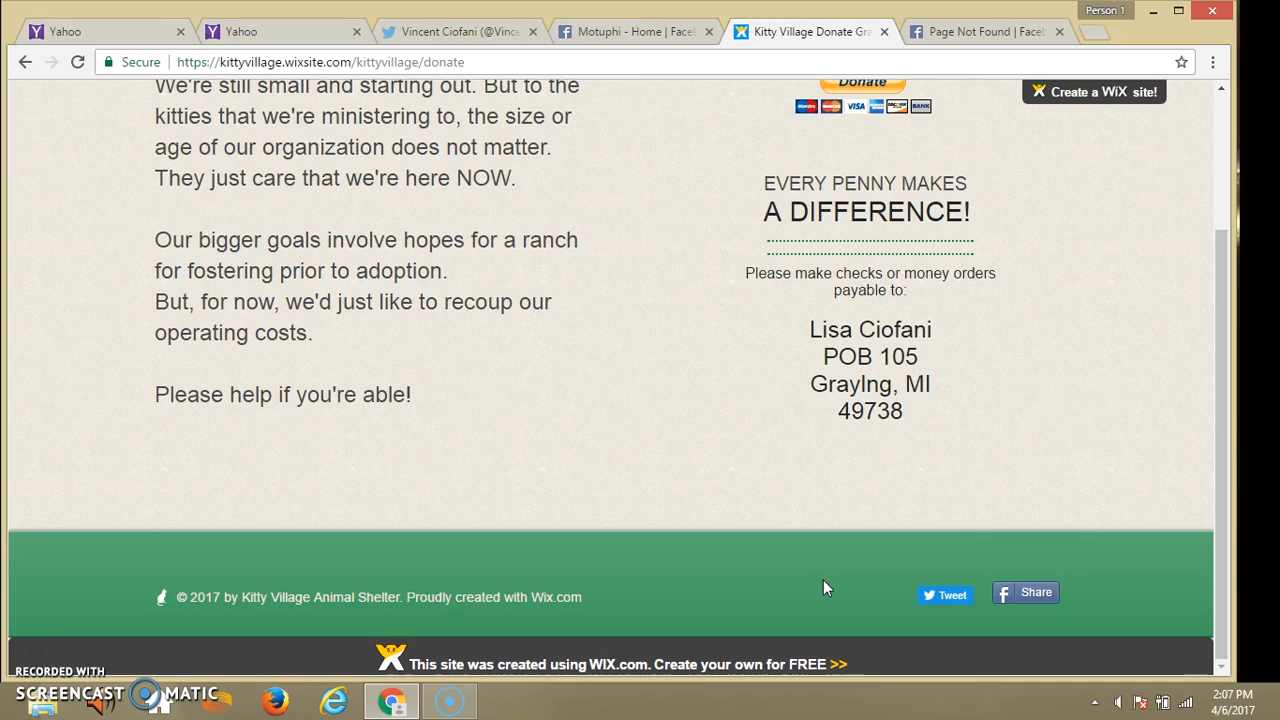 Person 1
Yahoo
Yahoo
Vincent Ciofani (@Vince
Motuphi - Home | Faceb
Kitty Village Donate Gra
Page Not Found | Faceb
Secure
https://kittyvillage.wixsite.com/kittyvillage/donate
We're still small and starting out. But to the
kitties that we're ministering to, the size or
age of our organization does not matter.
They just care that we're here NOW.
Our bigger goals involve hopes for a ranch
for fostering prior to adoption.
But, for now, we'd just like to recoup our
operating costs.
Please help if you're able!
Donate
VISA
BANK
Create a WiX site!
EVERY PENNY MAKES
A DIFFERENCE!
Please make checks or money orders
payable to:
Lisa Ciofani
POB 105
GrayIng, MI
49738
© 2017 by Kitty Village Animal Shelter. Proudly created with Wix.com
Tweet
Share
This site was created using WIX.com. Create your own for FREE >>
RECORDED WITH
SCREENCAST MATIC
2:07 PM
4/6/2017